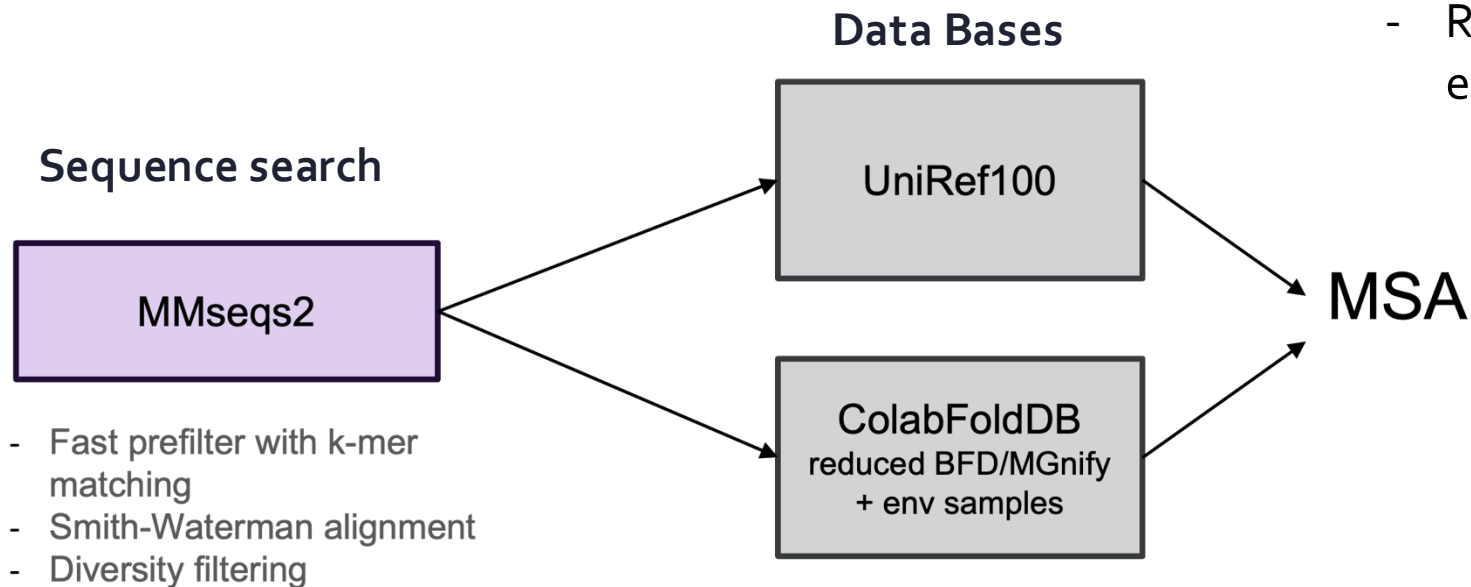 Data Bases
- R
e
Sequence search
UniRef100
MMseqs2
MSA
ColabFoldDB
reduced BFD/MGnify
+ env samples
- Fast prefilter with k-mer
matching
- Smith-Waterman alignment
- Diversity filtering